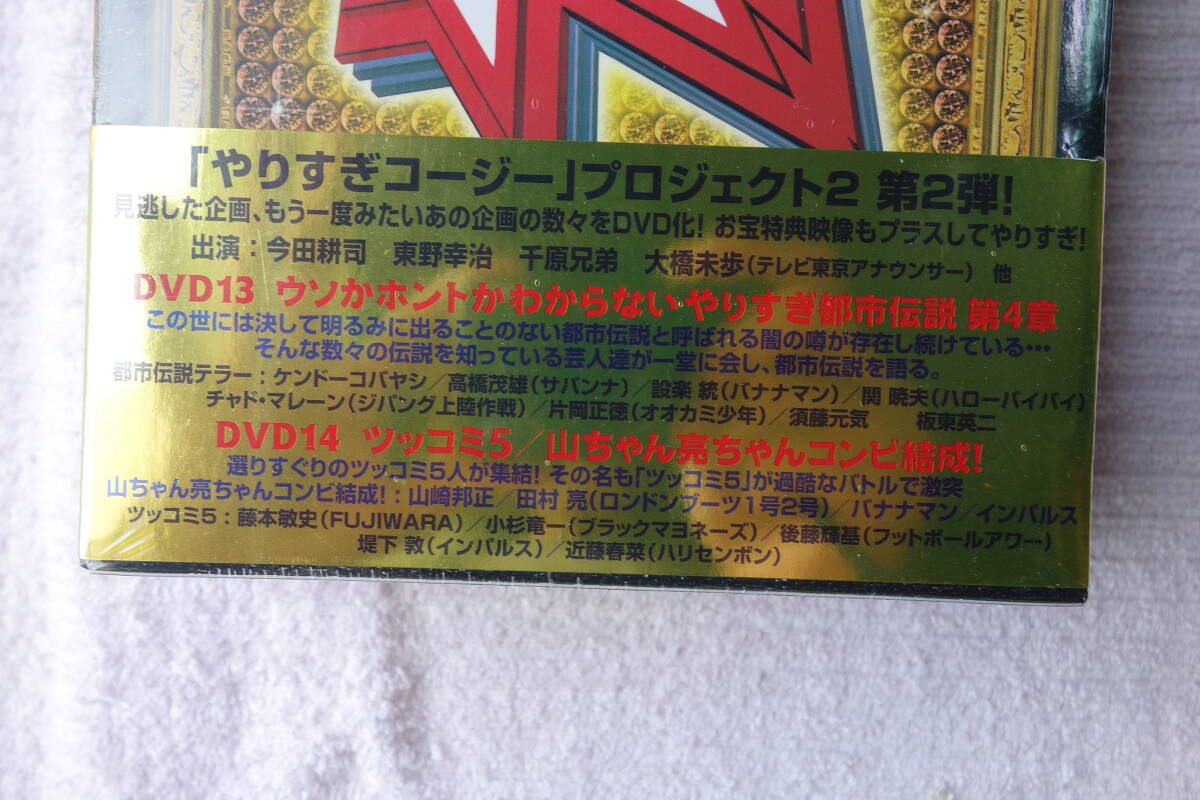 「やりすぎコージー」プロジェクト2 第2弾!
見逃した企画、もう一度みたいあの企画の数々をDVD化! お宝特典映像もプラスしてやりすぎ!
出演:今田耕司 東野幸治 千原兄弟 大橋未歩(テレビ東京アナウンサー) 他
DVD13 ウソかホントかわからないやりすぎ都市伝説 第4章
この世には決して明るみに出ることのない都市伝説と呼ばれる闇の噂が存在し続けている…
そんな数々の伝説を知っている芸人達が一堂に会し、都市伝説を語る。
都市伝説テラー:ケンドーコバヤシ/高橋茂雄(サバンナ)/設楽 統(バナナマン)/関 暁夫(ハローバイバイ)
チャド・マレーン(ジパング上陸作戦)/片岡正徳(オオカミ少年)/須藤元気 板東英二
DVD14 ツッコミ5/山ちゃん亮ちゃんコンビ結成!
選りすぐりのツッコミ5人が集結! その名も「ツッコミ5」が過酷なバトルで激突
山ちゃん亮ちゃんコンビ結成!:山崎邦正/田村 亮(ロンドンブーツ1号2号)/バナナマン/インパルス
ツッコミ5:藤本敏史(FUJIWARA)/小杉竜一(ブラックマヨネーズ)/後藤輝基(フットボールアワー)
堤下 敦(インパルス)/近藤春菜(ハリセンボン)